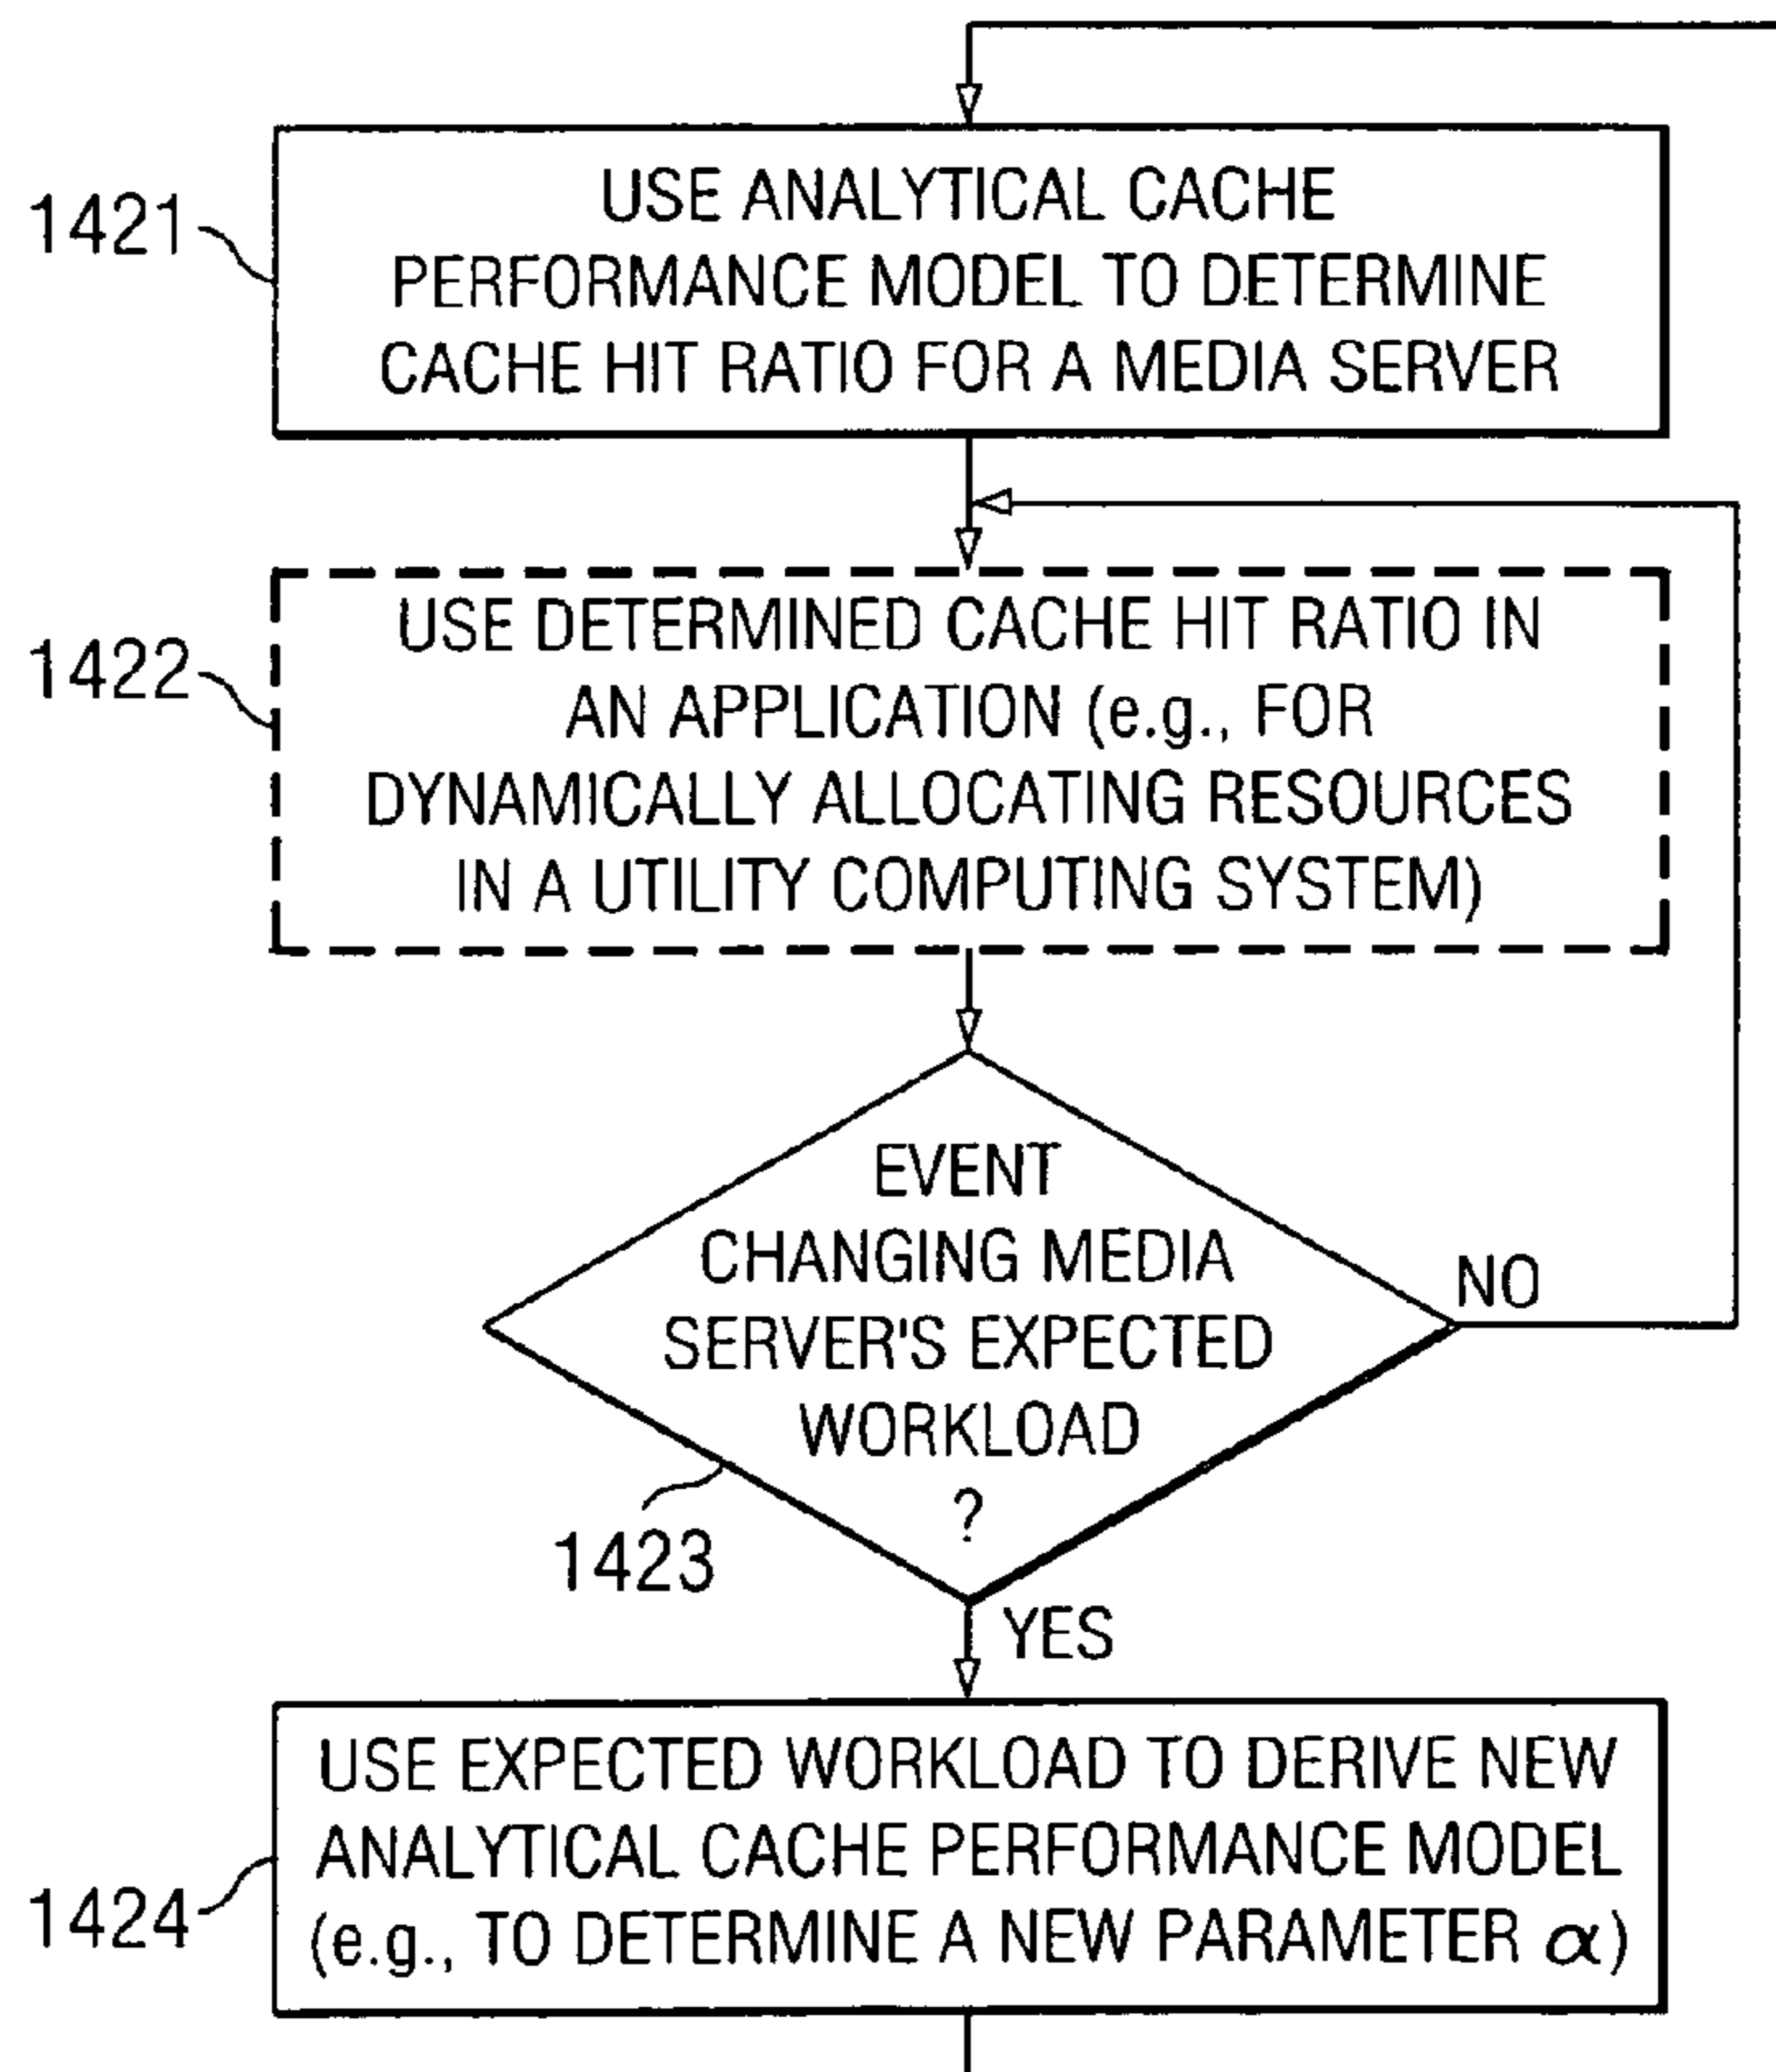 1421
USE ANALYTICAL CACHE
PERFORMANCE MODEL TO DETERMINE
CACHE HIT RATIO FOR A MEDIA SERVER
1422
USE DETERMINED CACHE HIT RATIO IN
AN APPLICATION (e.g., FOR
DYNAMICALLY ALLOCATING RESOURCES
IN A UTILITY COMPUTING SYSTEM)
EVENT
CHANGING MEDIA
SERVER'S EXPECTED
WORKLOAD
?
NO
1423
YES
1424
USE EXPECTED WORKLOAD TO DERIVE NEW
ANALYTICAL CACHE PERFORMANCE MODEL
(e.g., TO DETERMINE A NEW PARAMETER α)